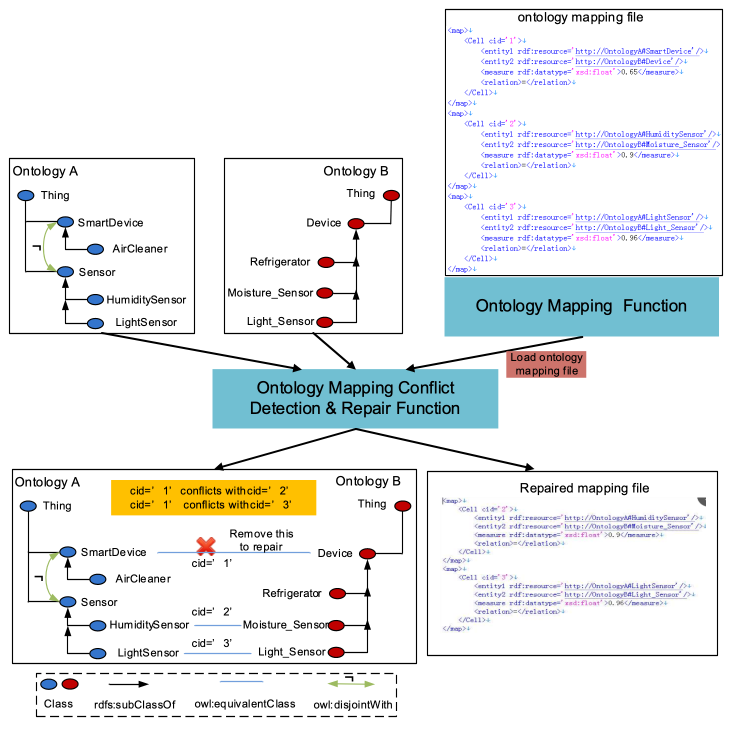 ontology mapping file
<map>↓
<Cell cid='1'>↓
<entity1 rdf:resource='http://OntologyA#SmartDevice'/>↓
<entity2 rdf:resource='http://OntologyB#Device'/>↓
<measure rdf:datatype='xsd:float'>0.65</measure>↓
<relation>=</relation>↓
</Cell>↓
</map>↓
<map>↓
<Cell cid='2'>↓
<entity1 rdf:resource='http://OntologyA#HumiditySensor'/>↓
<entity2 rdf:resource='http://OntologyB#Moisture_Sensor'/>↓
<measure rdf:datatype='xsd:float'>0.9</measure>↓
<relation>=</relation>↓
</Cell>↓
</map>↓
<map>↓
<Cell cid='3'>↓
<entity1 rdf:resource='http://OntologyA#LightSensor'/>↓
<entity2 rdf:resource='http://OntologyB#Light_Sensor'/>↓
<measure rdf:datatype='xsd:float'>0.96</measure>↓
<relation>=</relation>↓
</Cell>↓
</map>↓
Ontology A
Thing
SmartDevice
¬
AirCleaner
Sensor
HumiditySensor
LightSensor
Ontology B
Thing
Device
Refrigerator
Moisture_Sensor
Light_Sensor
Ontology Mapping Function
Load ontology
mapping file
Ontology Mapping Conflict
Detection & Repair Function
Ontology A
Ontology B
cid=' 1' conflicts withcid=' 2'
cid=' 1' conflicts withcid=' 3'
Thing
Thing
SmartDevice
Remove this
to repair
Device
cid=' 1'
¬
AirCleaner
Refrigerator
Sensor
cid=' 2'
HumiditySensor
Moisture_Sensor
cid=' 3'
LightSensor
Light_Sensor
Repaired mapping file
<map>↓
<Cell cid='2'>↓
<entity1 rdf:resource='http://OntologyA#HumiditySensor'/>↓
<entity2 rdf:resource='http://OntologyB#Moisture_Sensor'/>↓
<measure rdf:datatype='xsd:float'>0.9</measure>↓
<relation>=</relation>↓
</Cell>↓
</map>↓
<map>↓
<Cell cid='3'>↓
<entity1 rdf:resource='http://OntologyA#LightSensor'/>↓
<entity2 rdf:resource='http://OntologyB#Light_Sensor'/>↓
<measure rdf:datatype='xsd:float'>0.96</measure>↓
<relation>=</relation>↓
</Cell>↓
</map>↓
¬
Class
rdfs:subClassOf
owl:equivalentClass
owl:disjointWith